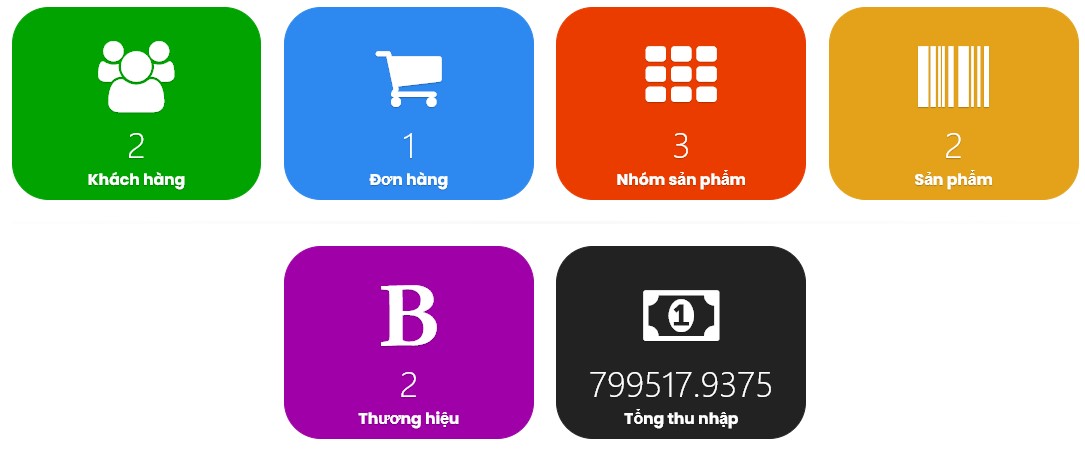 2
Khách hàng
1
Đơn hàng
3
Nhóm sản phẩm
2
Sản phẩm
B
2
Thương hiệu
1
799517.9375
Tổng thu nhập